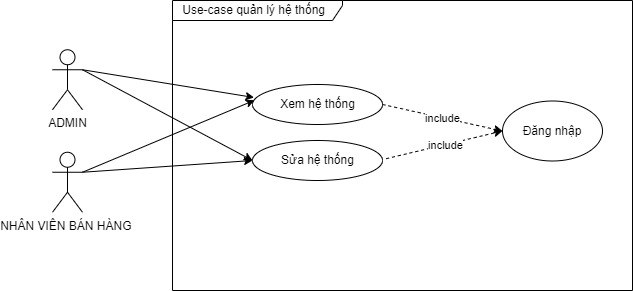 Use-case quản lý hệ thống
ADMIN
Xem hệ thống
include
Đăng nhập
include
Sửa hệ thống
NHÂN VIÊN BÁN HÀNG